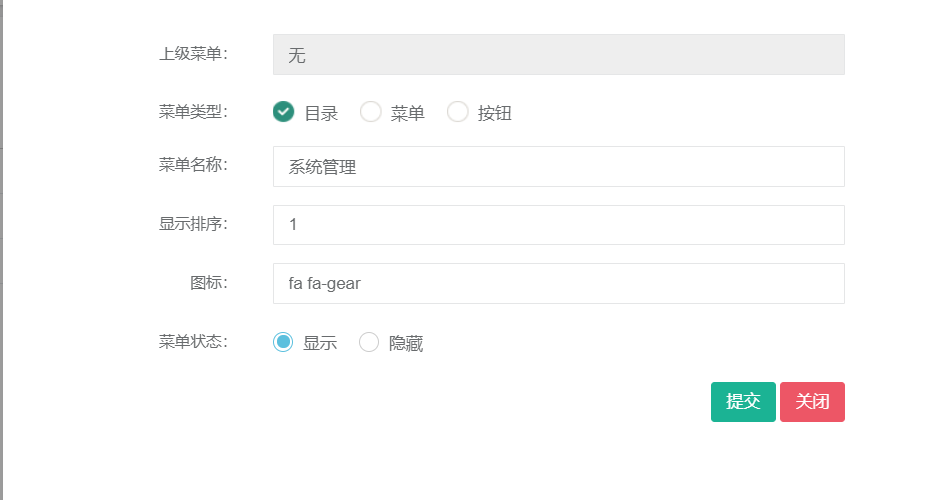 上级菜单： 无
菜单类型： 目录 菜单 按钮
菜单名称： 系统管理
显示排序： 1
图标： fa fa-gear
菜单状态： 显示 隐藏
提交 关闭